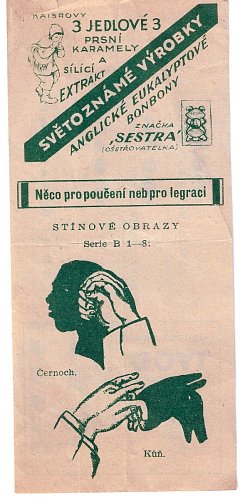 KAISROVY
3 JEDLOVÉ 3
PRSNÍ
KARAMELY
A
SÍLÍCÍ
EXTRAKT
SVĚTOZNÁMÉ VÝROBKY
ANGLICKÉ EUKALYPTOVÉ
BONBONY
ZNAČKA
„SESTRA"
(OŠETŘOVATELKA)
Něco pro poučení neb pro legraci
STÍNOVÉ OBRAZY
Serie B 1—8:
Černoch.
Kůň.